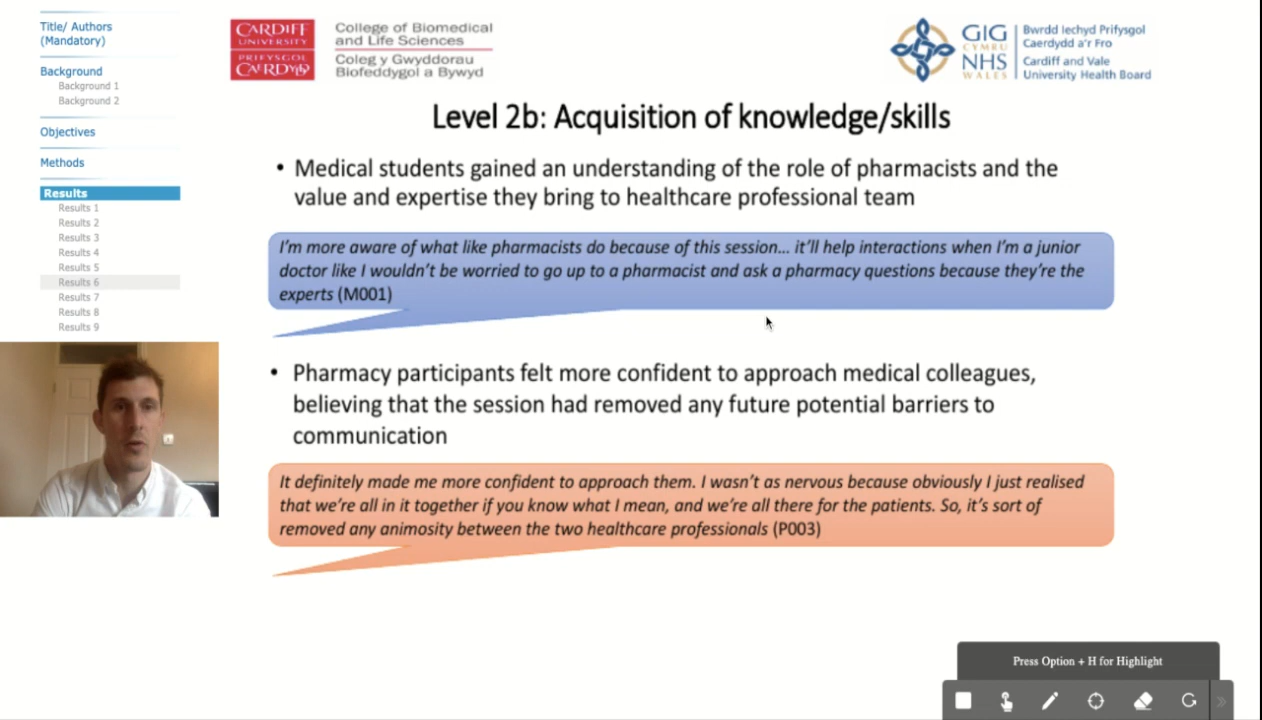 Title/ Authors
(Mandatory)
Background
Background 1
Background 2
Objectives
Methods
Results
Results 1
Results 2
Results 3
Results 4
Results 5
Results 6
Results 7
Results 8
Results 9
CARDIFF
UNIVERSITY
PRIFYSGOL
CAERDYDD
College of Biomedical
and Life Sciences
Coleg y Gwyddorau
Biofeddygol a Bywyd
GIG
CYMRU
NHS
WALES
Bwrdd Iechyd Prifysgol
Caerdydd a'r Fro
Cardiff and Vale
University Health Board
Level 2b: Acquisition of knowledge/skills
• Medical students gained an understanding of the role of pharmacists and the
value and expertise they bring to healthcare professional team
I'm more aware of what like pharmacists do because of this session... it'll help interactions when I'm a junior
doctor like I wouldn't be worried to go up to a pharmacist and ask a pharmacy questions because they're the
experts (M001)
• Pharmacy participants felt more confident to approach medical colleagues,
believing that the session had removed any future potential barriers to
communication
It definitely made me more confident to approach them. I wasn't as nervous because obviously I just realised
that we're all in it together if you know what I mean, and we're all there for the patients. So, it's sort of
removed any animosity between the two healthcare professionals (P003)
Press Option + H for Highlight